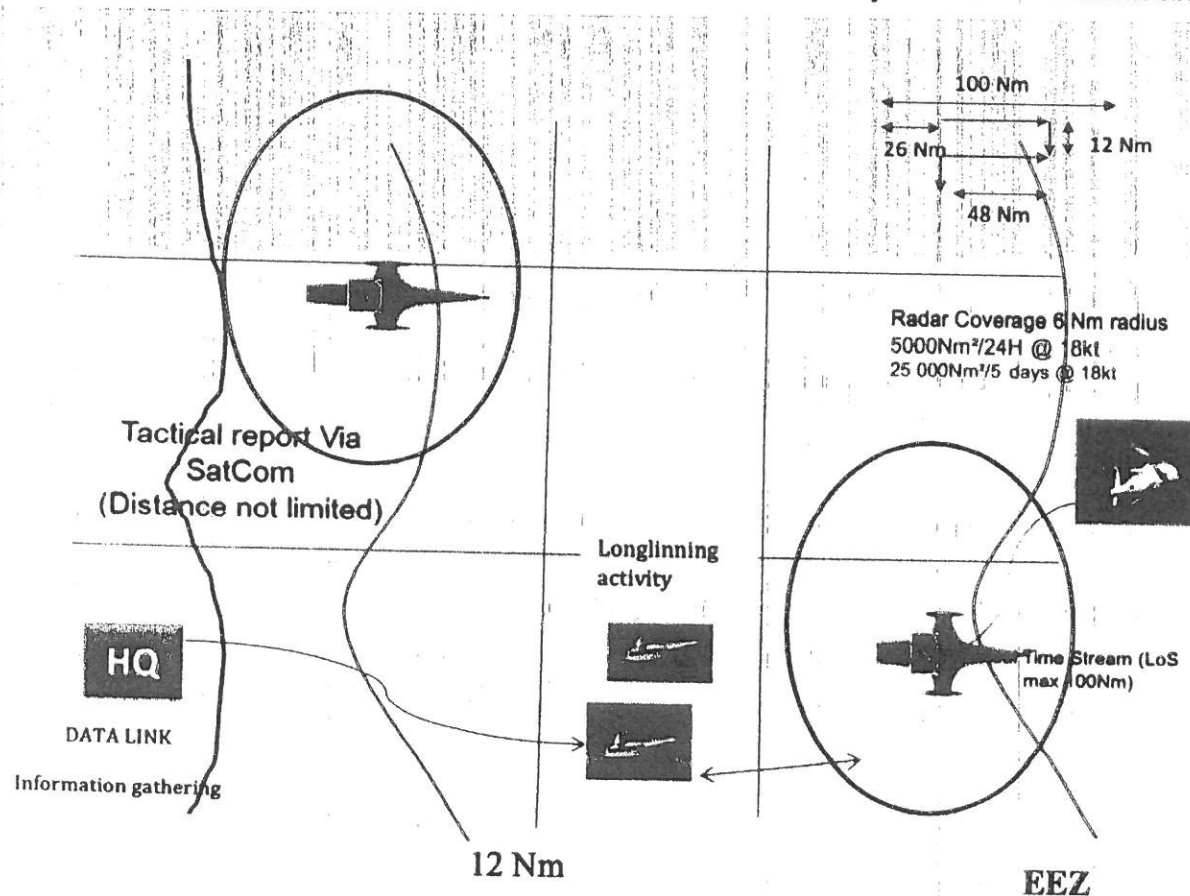 100 Nm
26 Nm
12 Nm
48 Nm
Radar Coverage 6 Nm radius
5000Nm²/24H @ 18kt
25 000Nm²/5 days @ 18kt
Tactical report Via
SatCom
(Distance not limited)
Longlinning
activity
HQ
Time Stream (LoS
max 100Nm)
DATA LINK
Information gathering
12 Nm
EEZ